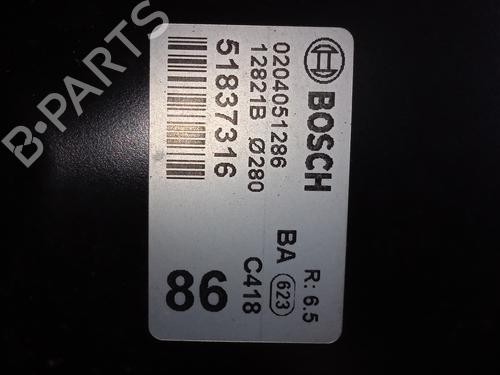 BOSCH
0204051286
12821B Ø280
51837316
R: 6.5
BA 623
C418
86
B-PARTS